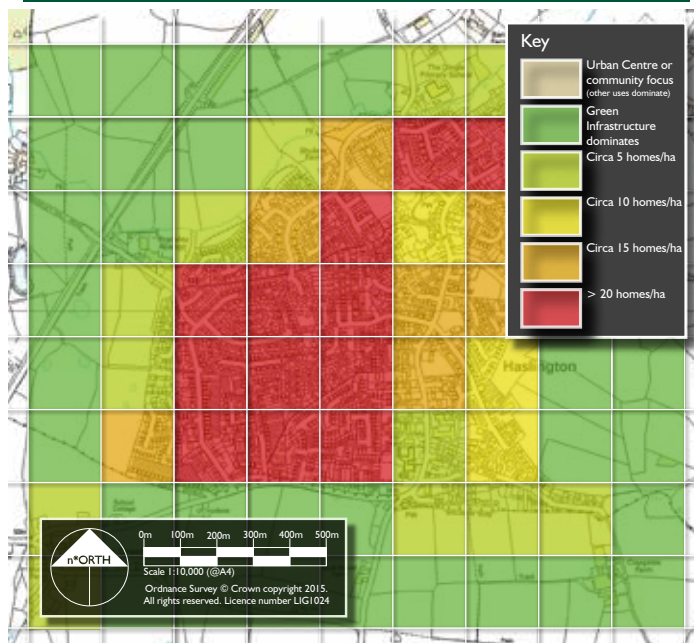 Key
Urban Centre or
community focus
(other uses dominate)
Green
Infrastructure
dominates
Circa 5 homes/ha
Circa 10 homes/ha
Circa 15 homes/ha
> 20 homes/ha
Haslington
n*ORTH
0m 100m 200m 300m 400m 500m
Scale 1:10,000 (@A4)
Ordnance Survey © Crown copyright 2015.
All rights reserved. Licence number LIG1024